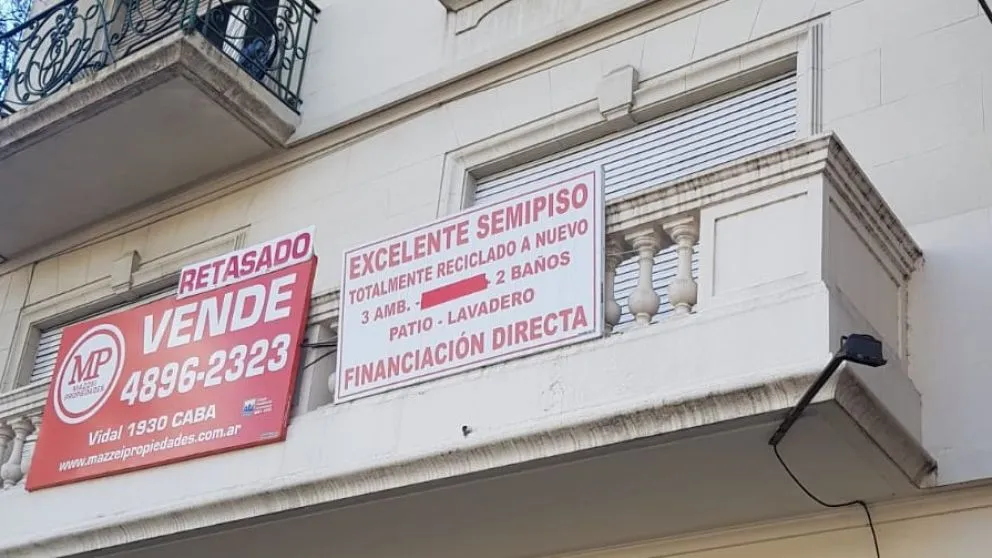 RETASADO
VENDE
4896-2323
MP
MAZZEI
PROPIEDADES
Vidal 1930 CABA
www.mazzeipropiedades.com.ar
EXCELENTE SEMIPISO
TOTALMENTE RECICLADO A NUEVO
3 AMB. - 2 BAÑOS
PATIO - LAVADERO
FINANCIACIÓN DIRECTA